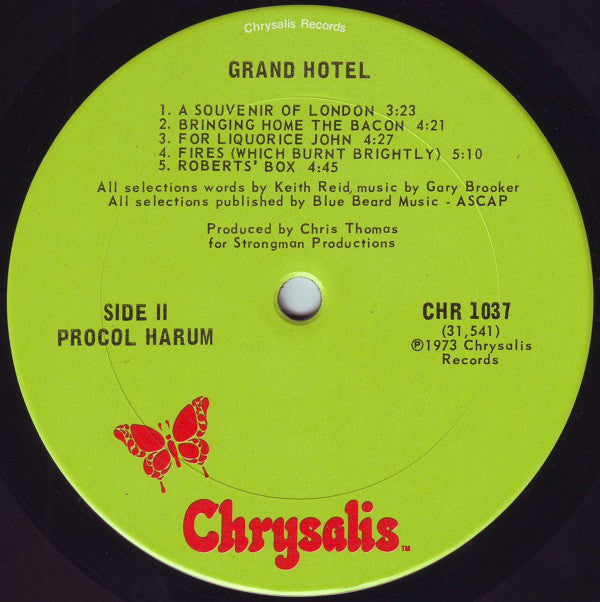 Chrysalis Records
GRAND HOTEL
1. A SOUVENIR OF LONDON 3:23
2. BRINGING HOME THE BACON 4:21
3. FOR LIQUORICE JOHN 4:27
4. FIRES (WHICH BURNT BRIGHTLY) 5:10
5. ROBERTS' BOX 4:45
All selections words by Keith Reid, music by Gary Brooker
All selections published by Blue Beard Music - ASCAP
Produced by Chris Thomas
for Strongman Productions
SIDE II
PROCOL HARUM
CHR 1037
(31,541)
℗1973 Chrysalis
Records
Chrysalis™